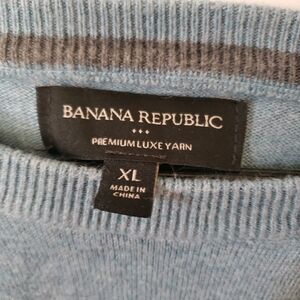 BANANA REPUBLIC
PREMIUM LUXE YARN
XL
MADE IN
CHINA